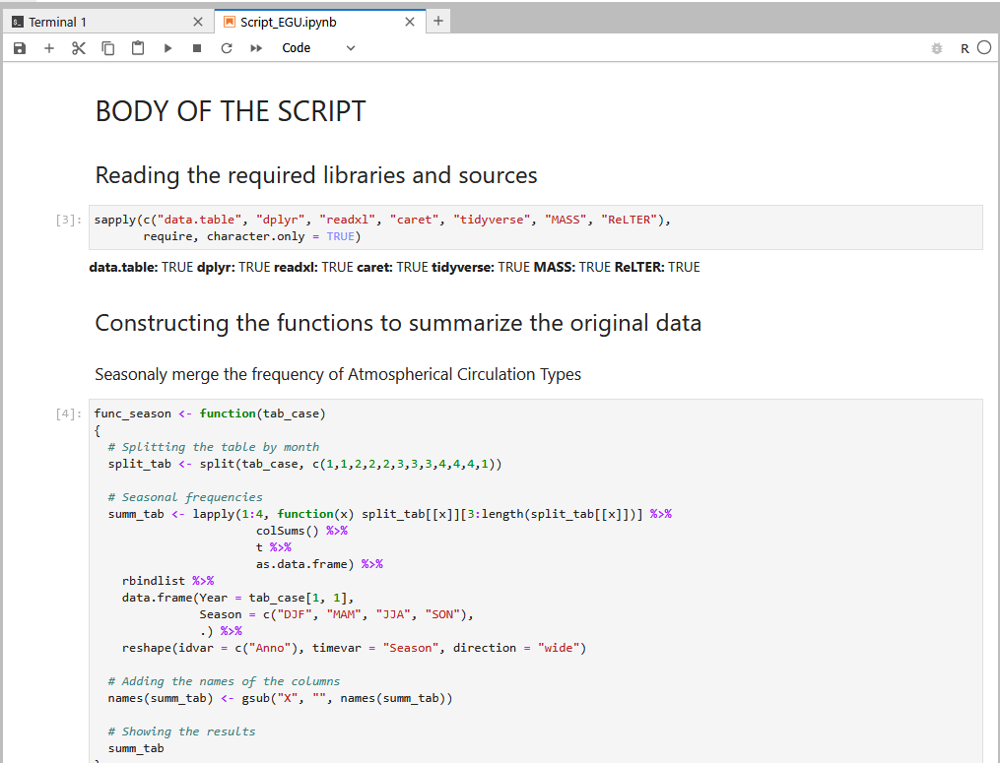 Terminal 1
Script_EGU.ipynb
Code
R
BODY OF THE SCRIPT
Reading the required libraries and sources
[3]:
sapply(c("data.table", "dplyr", "readxl", "caret", "tidyverse", "MASS", "ReLTER"),
require, character.only = TRUE)
data.table: TRUE dplyr: TRUE readxl: TRUE caret: TRUE tidyverse: TRUE MASS: TRUE ReLTER: TRUE
Constructing the functions to summarize the original data
Seasonaly merge the frequency of Atmospherical Circulation Types
[4]:
func_season <- function(tab_case)
{
# Splitting the table by month
split_tab <- split(tab_case, c(1,1,2,2,2,3,3,3,4,4,4,1))
# Seasonal frequencies
summ_tab <- lapply(1:4, function(x) split_tab[[x]][3:length(split_tab[[x]])] %>%
colSums() %>%
t %>%
as.data.frame) %>%
rbindlist %>%
data.frame(Year = tab_case[1, 1],
Season = c("DJF", "MAM", "JJA", "SON"),
.) %>%
reshape(idvar = c("Anno"), timevar = "Season", direction = "wide")
# Adding the names of the columns
names(summ_tab) <- gsub("X", "", names(summ_tab))
# Showing the results
summ_tab